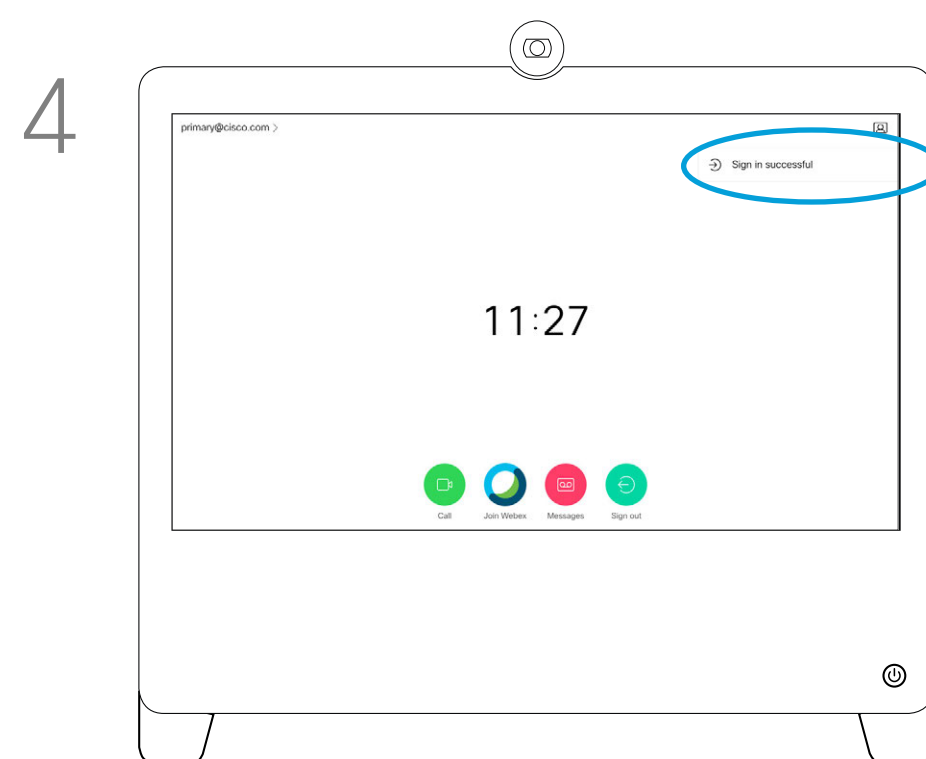 4
primary@cisco.com >
Sign in successful
11:27
Call
Join Webex
Messages
Sign out